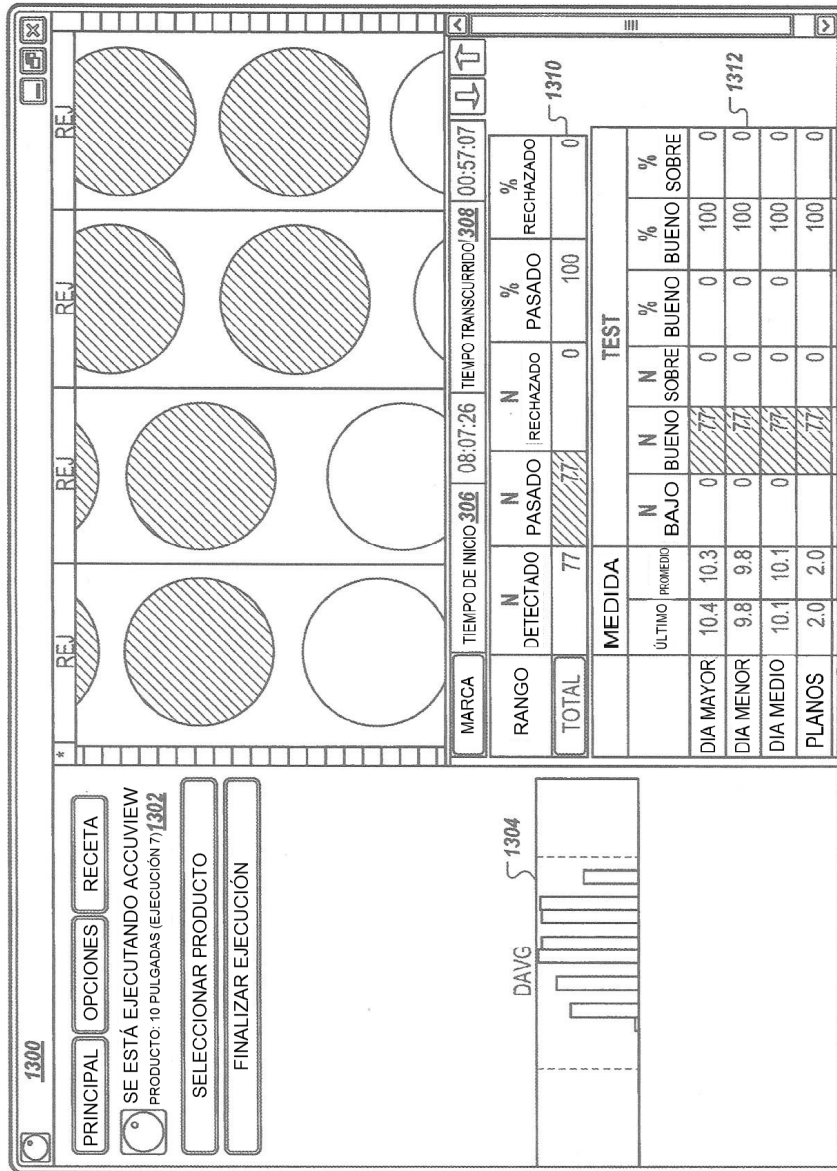 1300
PRINCIPAL OPCIONES RECETA
SE ESTÁ EJECUTANDO ACCUVIEW
PRODUCTO: 10 PULGADAS (EJECUCIÓN 7) 1302
SELECCIONAR PRODUCTO
FINALIZAR EJECUCIÓN
DAVG
1304
* REJ REJ REJ REJ
MARCA TIEMPO DE INICIO 306 08:07:26 TIEMPO TRANSCURRIDO 308 00:57:07
RANGO N DETECTADO N PASADO N RECHAZADO % PASADO % RECHAZADO
TOTAL 77 77 0 100 0
1310
MEDIDA TEST
ÚLTIMO PROMEDIO N BAJO N BUENO N SOBRE % BUENO % BUENO % SOBRE
DIA MAYOR 10.4 10.3 0 77 0 0 100 0
DIA MENOR 9.8 9.8 0 77 0 0 100 0
DIA MEDIO 10.1 10.1 0 77 0 0 100 0
PLANOS 2.0 2.0 77 0 100 0
1312